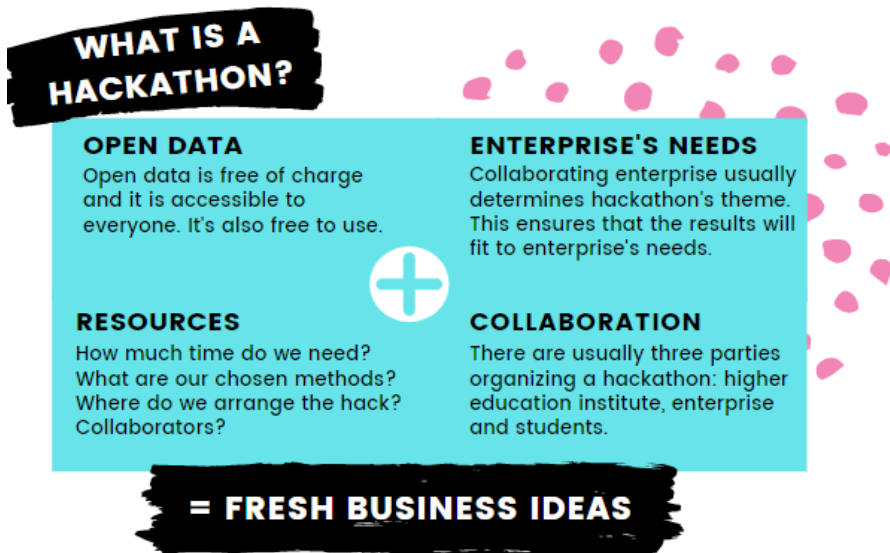 WHAT IS A
HACKATHON?
OPEN DATA
Open data is free of charge
and it is accessible to
everyone. It's also free to use.
ENTERPRISE'S NEEDS
Collaborating enterprise usually
determines hackathon's theme.
This ensures that the results will
fit to enterprise's needs.
RESOURCES
How much time do we need?
What are our chosen methods?
Where do we arrange the hack?
Collaborators?
COLLABORATION
There are usually three parties
organizing a hackathon: higher
education institute, enterprise
and students.
= FRESH BUSINESS IDEAS